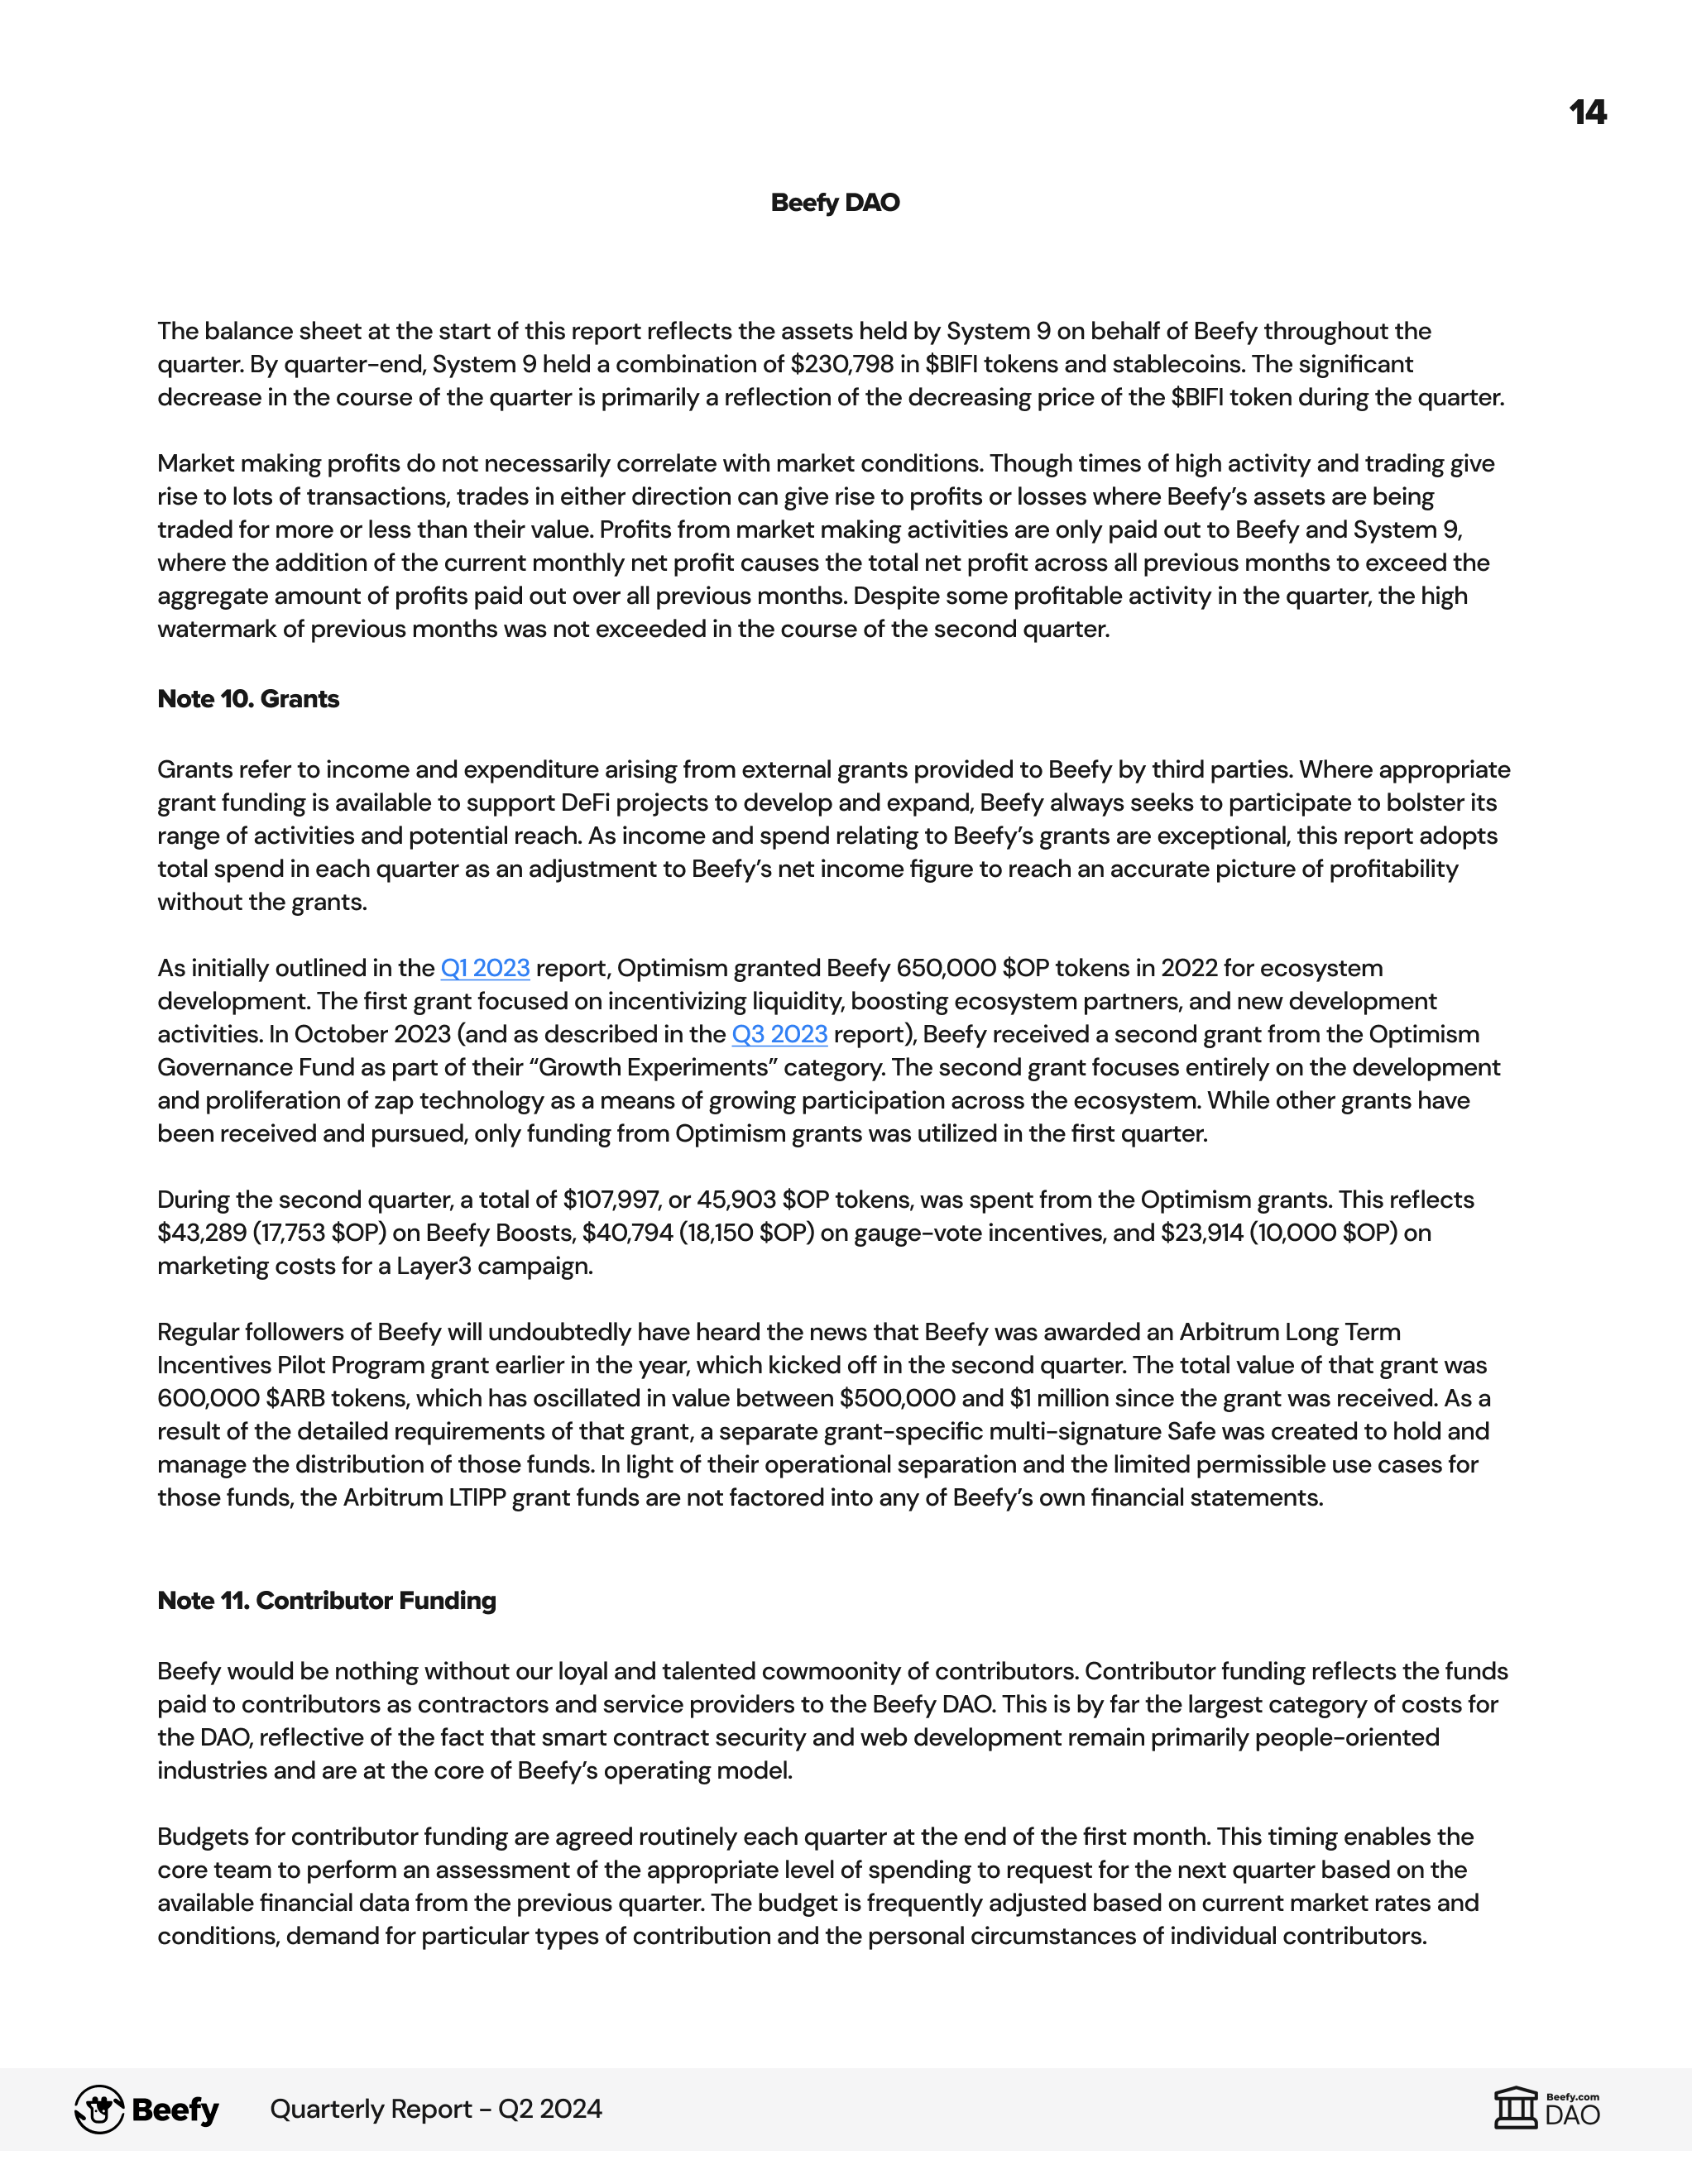 14
Beefy DAO
The balance sheet at the start of this report reflects the assets held by System 9 on behalf of Beefy throughout the
quarter. By quarter-end, System 9 held a combination of $230,798 in $BIFI tokens and stablecoins. The significant
decrease in the course of the quarter is primarily a reflection of the decreasing price of the $BIFI token during the quarter.
Market making profits do not necessarily correlate with market conditions. Though times of high activity and trading give
rise to lots of transactions, trades in either direction can give rise to profits or losses where Beefy’s assets are being
traded for more or less than their value. Profits from market making activities are only paid out to Beefy and System 9,
where the addition of the current monthly net profit causes the total net profit across all previous months to exceed the
aggregate amount of profits paid out over all previous months. Despite some profitable activity in the quarter, the high
watermark of previous months was not exceeded in the course of the second quarter.
Note 10. Grants
Grants refer to income and expenditure arising from external grants provided to Beefy by third parties. Where appropriate
grant funding is available to support DeFi projects to develop and expand, Beefy always seeks to participate to bolster its
range of activities and potential reach. As income and spend relating to Beefy’s grants are exceptional, this report adopts
total spend in each quarter as an adjustment to Beefy’s net income figure to reach an accurate picture of profitability
without the grants.
As initially outlined in the Q1 2023 report, Optimism granted Beefy 650,000 $OP tokens in 2022 for ecosystem
development. The first grant focused on incentivizing liquidity, boosting ecosystem partners, and new development
activities. In October 2023 (and as described in the Q3 2023 report), Beefy received a second grant from the Optimism
Governance Fund as part of their “Growth Experiments” category. The second grant focuses entirely on the development
and proliferation of zap technology as a means of growing participation across the ecosystem. While other grants have
been received and pursued, only funding from Optimism grants was utilized in the first quarter.
During the second quarter, a total of $107,997, or 45,903 $OP tokens, was spent from the Optimism grants. This reflects
$43,289 (17,753 $OP) on Beefy Boosts, $40,794 (18,150 $OP) on gauge-vote incentives, and $23,914 (10,000 $OP) on
marketing costs for a Layer3 campaign.
Regular followers of Beefy will undoubtedly have heard the news that Beefy was awarded an Arbitrum Long Term
Incentives Pilot Program grant earlier in the year, which kicked off in the second quarter. The total value of that grant was
600,000 $ARB tokens, which has oscillated in value between $500,000 and $1 million since the grant was received. As a
result of the detailed requirements of that grant, a separate grant-specific multi-signature Safe was created to hold and
manage the distribution of those funds. In light of their operational separation and the limited permissible use cases for
those funds, the Arbitrum LTIPP grant funds are not factored into any of Beefy’s own financial statements.
Note 11. Contributor Funding
Beefy would be nothing without our loyal and talented cowmoonity of contributors. Contributor funding reflects the funds
paid to contributors as contractors and service providers to the Beefy DAO. This is by far the largest category of costs for
the DAO, reflective of the fact that smart contract security and web development remain primarily people-oriented
industries and are at the core of Beefy’s operating model.
Budgets for contributor funding are agreed routinely each quarter at the end of the first month. This timing enables the
core team to perform an assessment of the appropriate level of spending to request for the next quarter based on the
available financial data from the previous quarter. The budget is frequently adjusted based on current market rates and
conditions, demand for particular types of contribution and the personal circumstances of individual contributors.
Beefy Quarterly Report - Q2 2024
Beefy.com
DAO